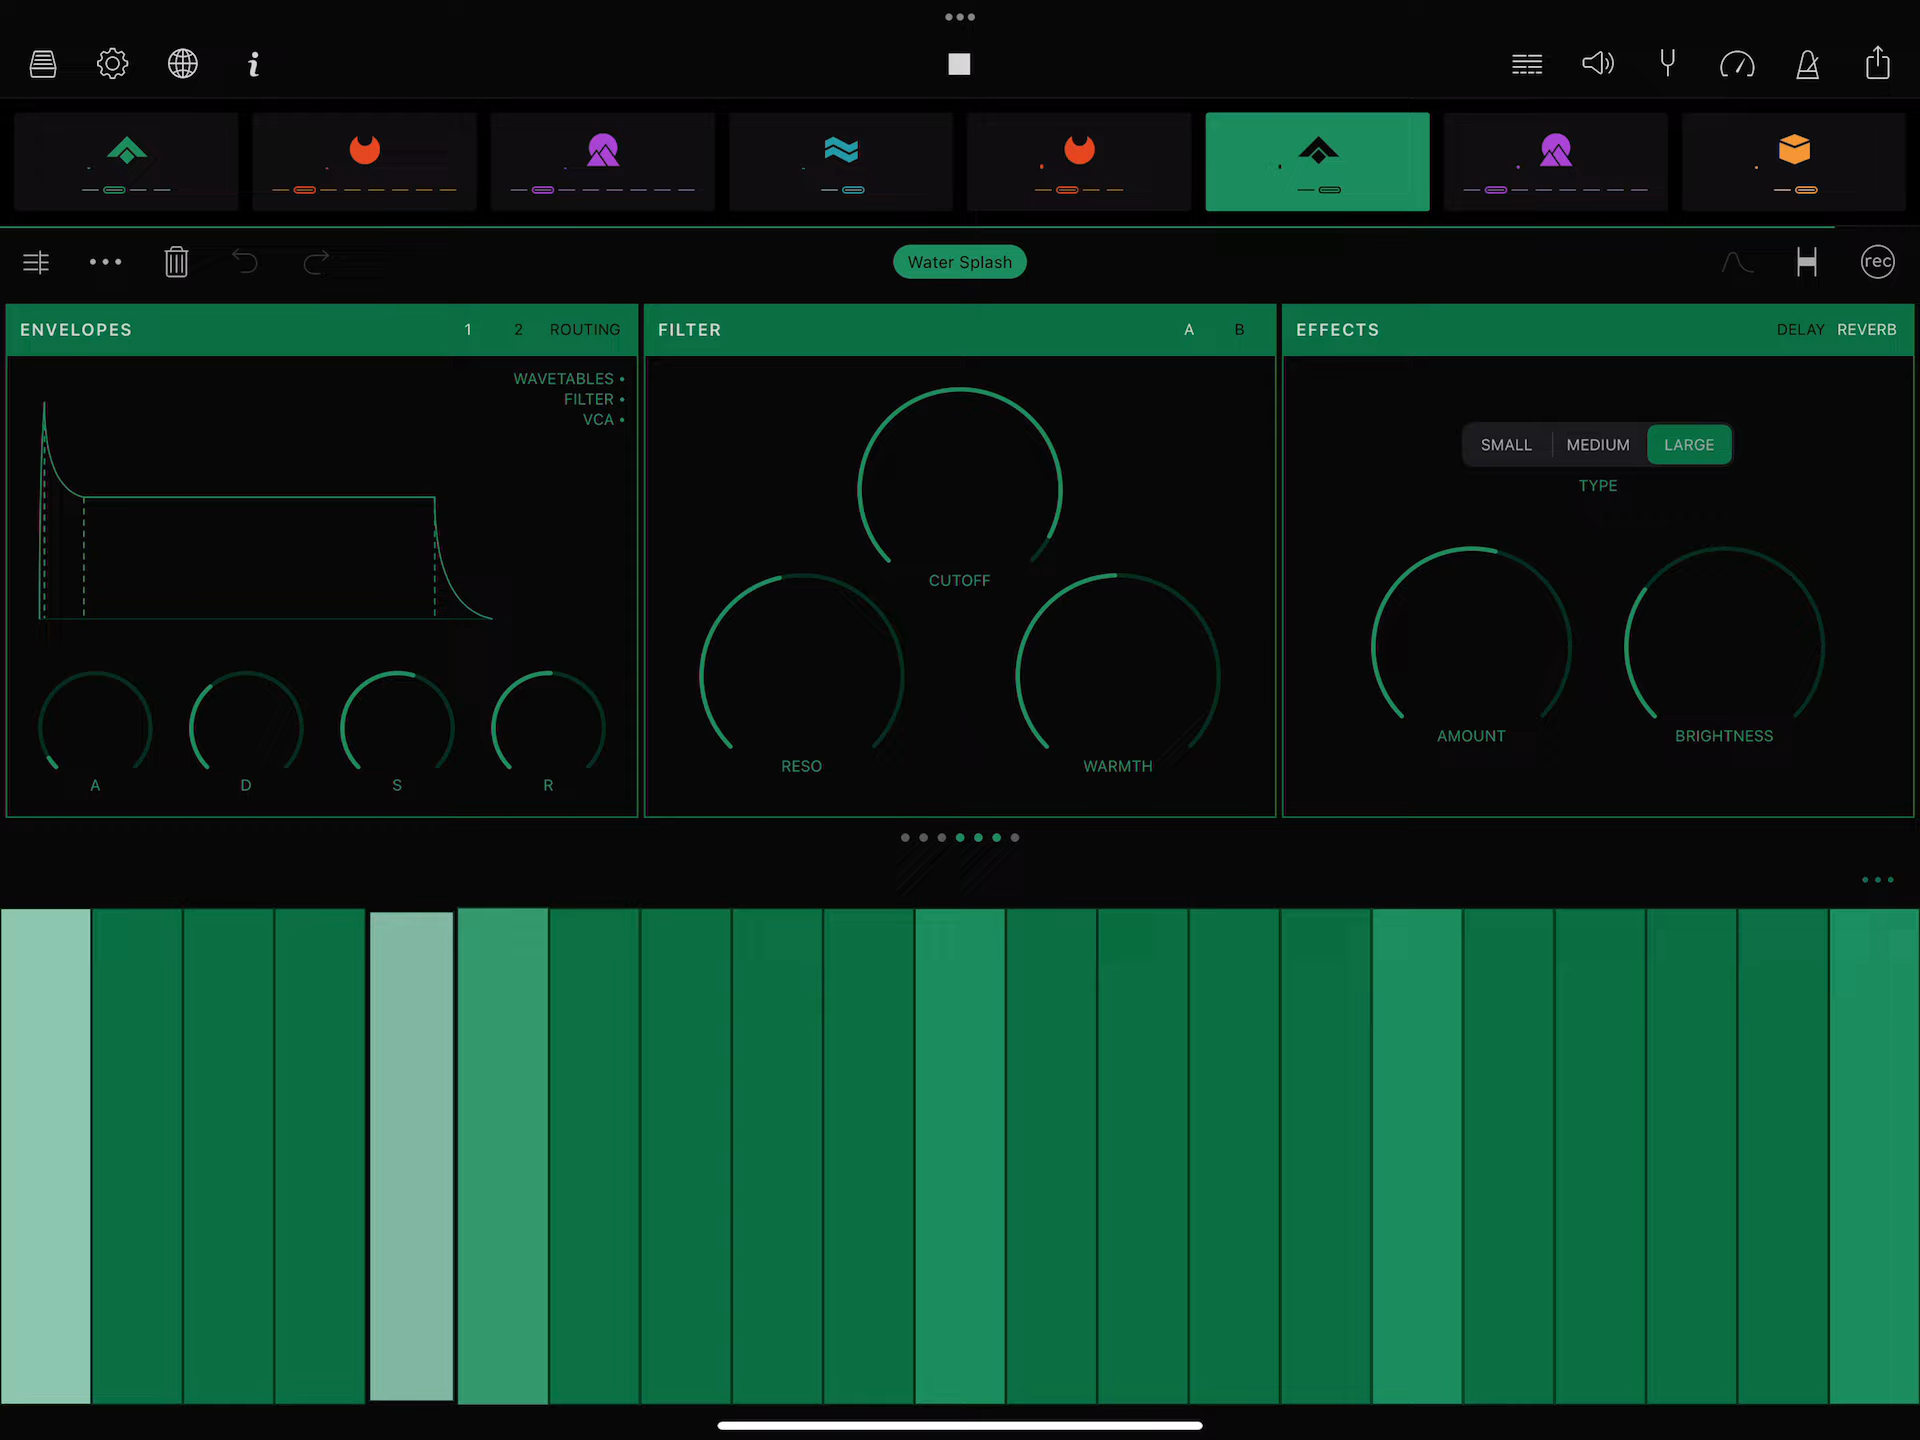 i
Water Splash
rec
ENVELOPES 1 2 ROUTING
WAVETABLES •
FILTER •
VCA •
A D S R
FILTER A B
CUTOFF
RESO WARMTH
EFFECTS DELAY REVERB
SMALL MEDIUM LARGE
TYPE
AMOUNT BRIGHTNESS